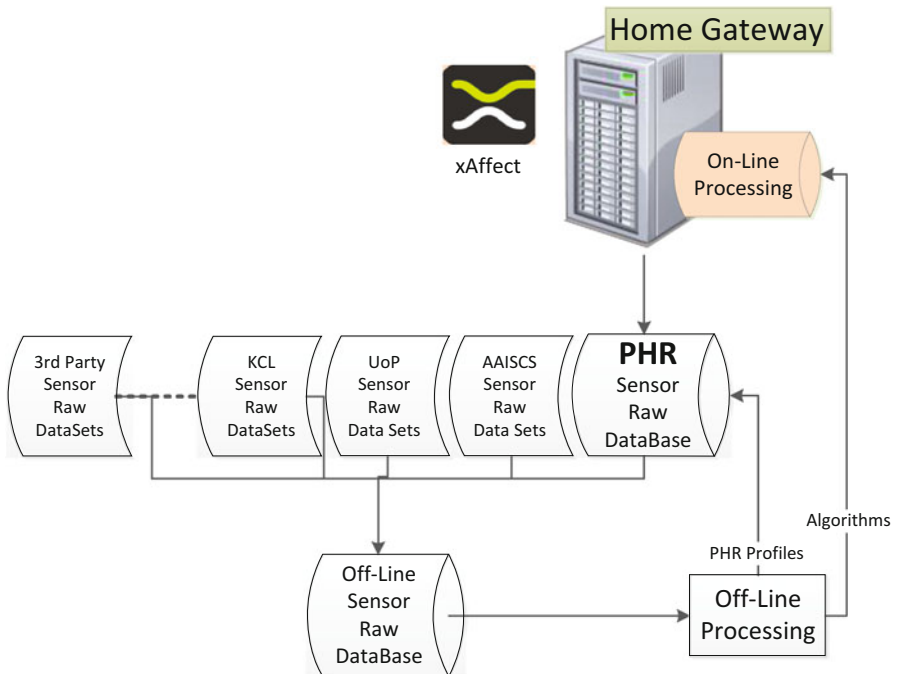 Home Gateway
xAffect
On-Line
Processing
3rd Party
Sensor
Raw
DataSets
KCL
Sensor
Raw
DataSets
UoP
Sensor
Raw
Data Sets
AAISCS
Sensor
Raw
Data Sets
PHR
Sensor
Raw
DataBase
Algorithms
PHR Profiles
Off-Line
Sensor
Raw
DataBase
Off-Line
Processing